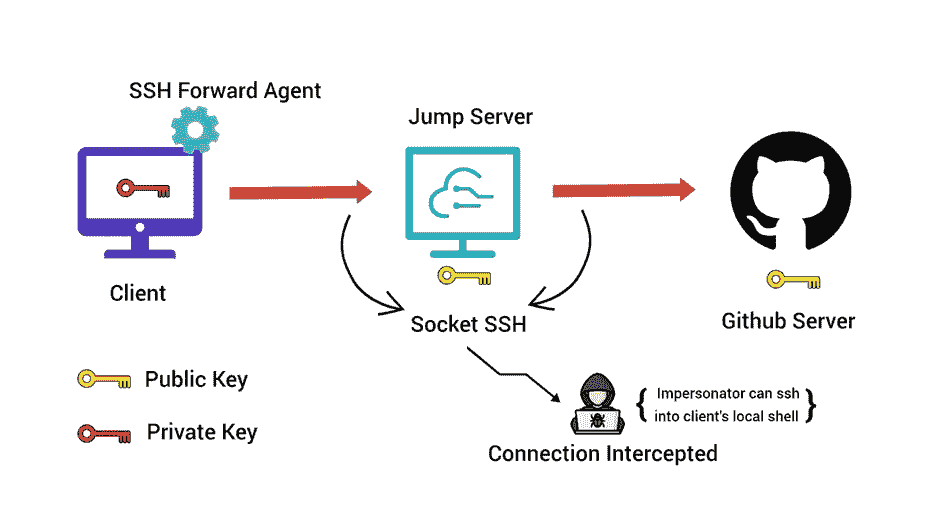 SSH Forward Agent
Jump Server
Client
Socket SSH
Github Server
Public Key
Private Key
Impersonator can ssh
into client's local shell
Connection Intercepted